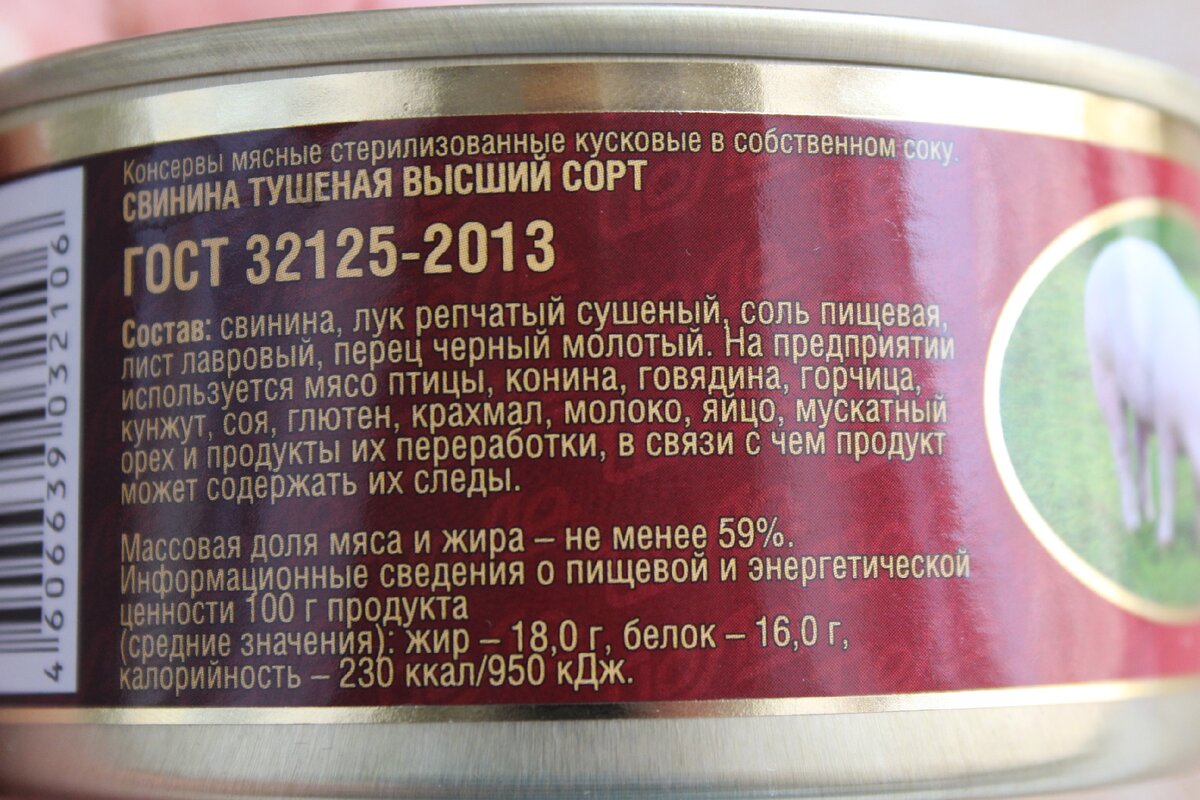 Консервы мясные стерилизованные кусковые в собственном соку.
СВИНИНА ТУШЕНАЯ ВЫСШИЙ СОРТ
ГОСТ 32125-2013
Состав: свинина, лук репчатый сушеный, соль пищевая,
лист лавровый, перец черный молотый. На предприятии
используется мясо птицы, конина, говядина, горчица,
кунжут, соя, глютен, крахмал, молоко, яйцо, мускатный
орех и продукты их переработки, в связи с чем продукт
может содержать их следы.
Массовая доля мяса и жира – не менее 59%.
Информационные сведения о пищевой и энергетической
ценности 100 г продукта
(средние значения): жир – 18,0 г, белок – 16,0 г,
калорийность – 230 ккал/950 кДж.
4 606639 032106